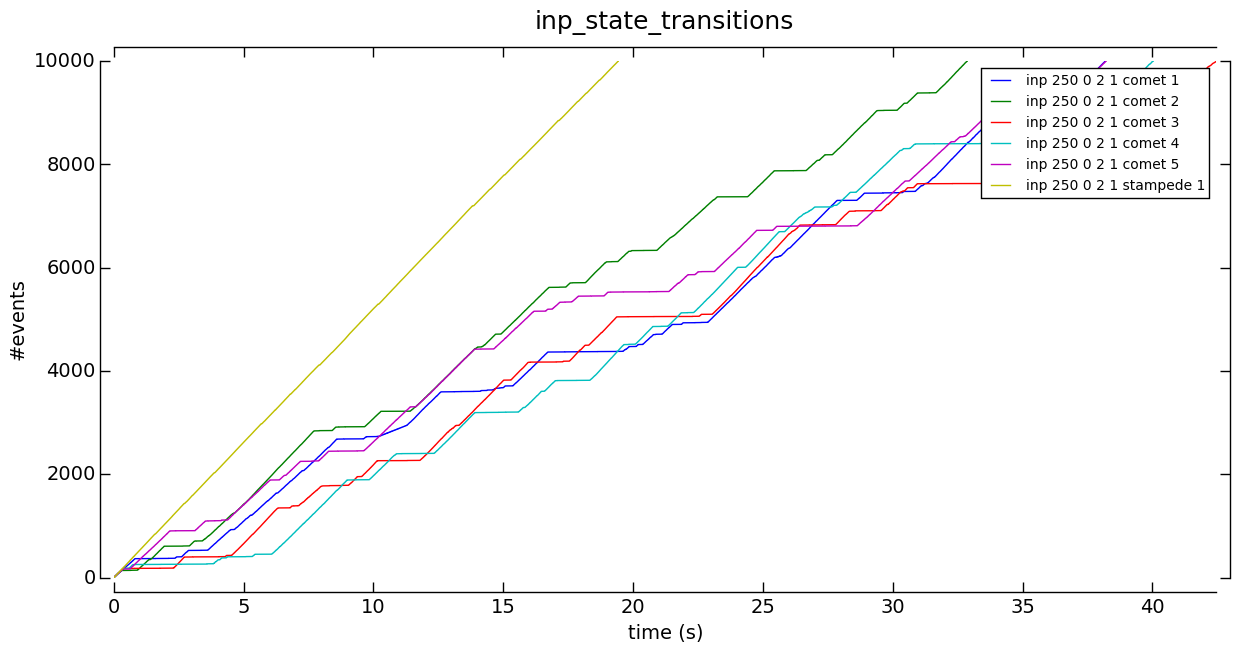 inp_state_transitions
0 5 10 15 20 25 30 35 40
10000
8000
6000
4000
2000
0
#events
time (s)
inp 250 0 2 1 comet 1
inp 250 0 2 1 comet 2
inp 250 0 2 1 comet 3
inp 250 0 2 1 comet 4
inp 250 0 2 1 comet 5
inp 250 0 2 1 stampede 1